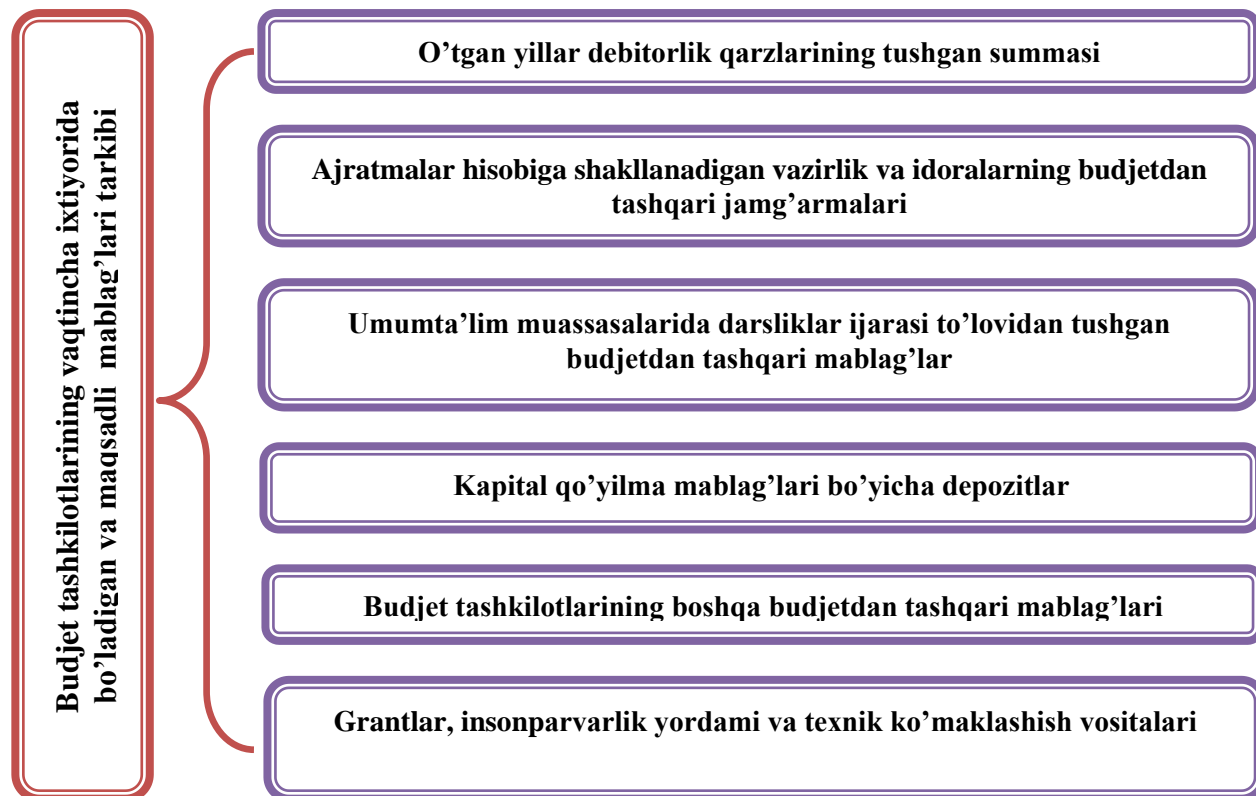 Budjet tashkilotlarining vaqtincha ixtiyorida
bo’ladigan va maqsadli mablag’lari tarkibi
O’tgan yillar debitorlik qarzlarining tushgan summasi
Ajratmalar hisobiga shakllanadigan vazirlik va idoralarning budjetdan
tashqari jamg’armalari
Umumta’lim muassasalarida darsliklar ijarasi to’lovidan tushgan
budjetdan tashqari mablag’lar
Kapital qo’yilma mablag’lari bo’yicha depozitlar
Budjet tashkilotlarining boshqa budjetdan tashqari mablag’lari
Grantlar, insonparvarlik yordami va texnik ko’maklashish vositalari